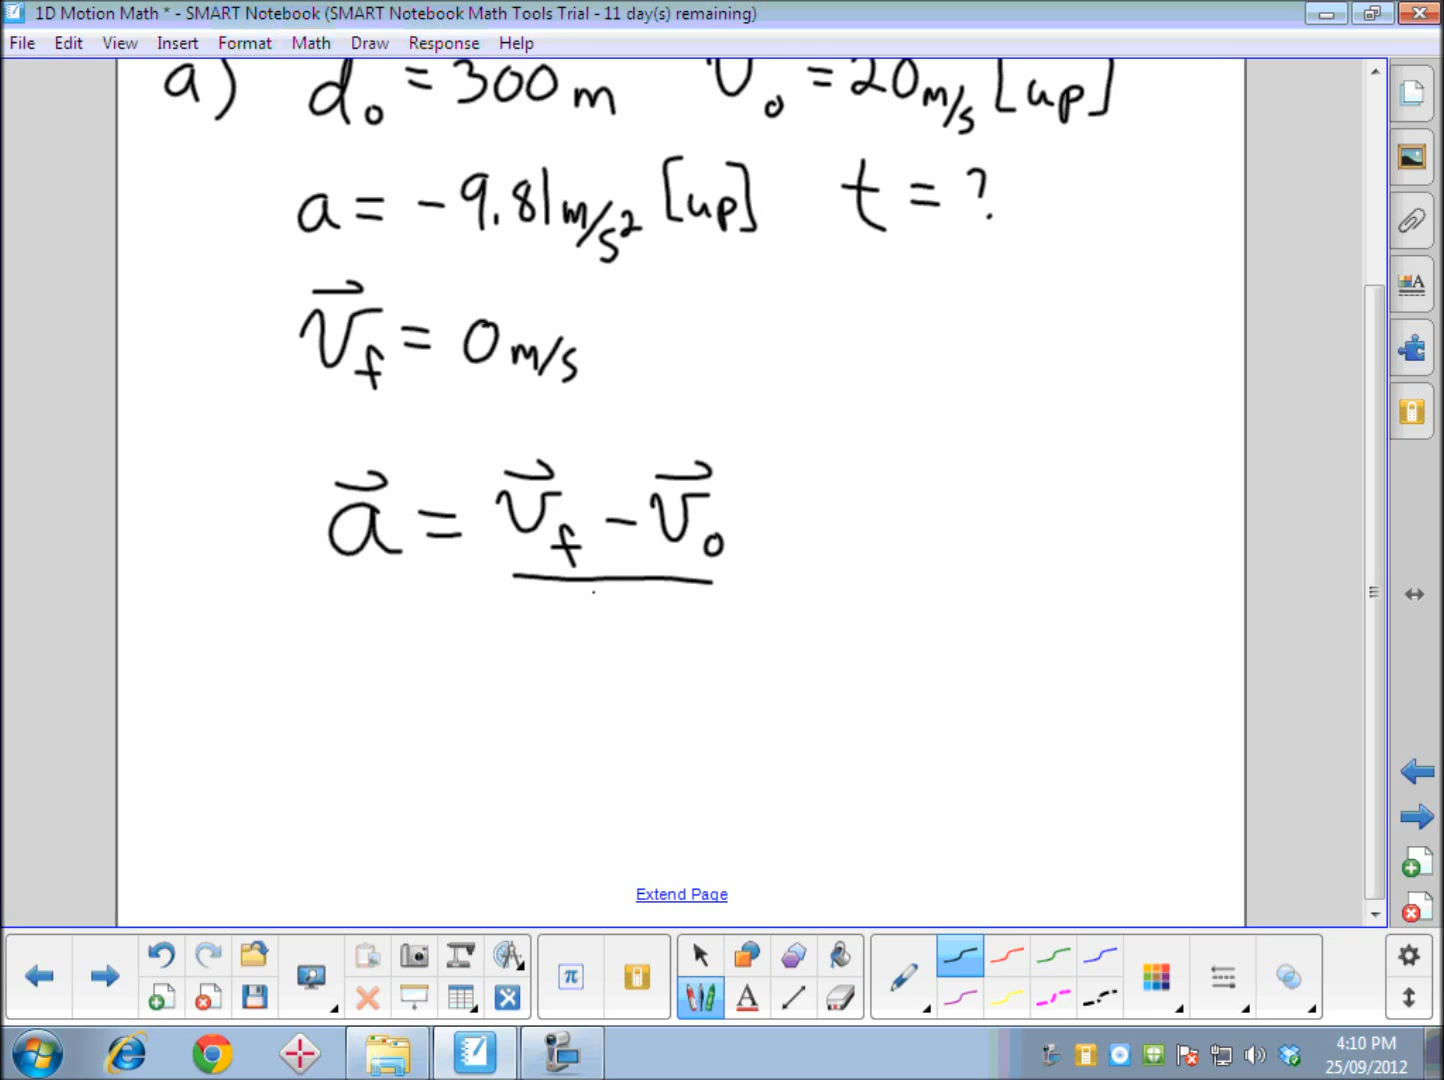 1D Motion Math * - SMART Notebook (SMART Notebook Math Tools Trial - 11 day(s) remaining)
File Edit View Insert Format Math Draw Response Help
a) d₀ = 300 m v₀ = 20 m/s [up]
a = -9.81 m/s² [up] t = ?
v⃗f = 0 m/s
a⃗ = v⃗f - v⃗₀
Extend Page
π
A
4:10 PM
25/09/2012